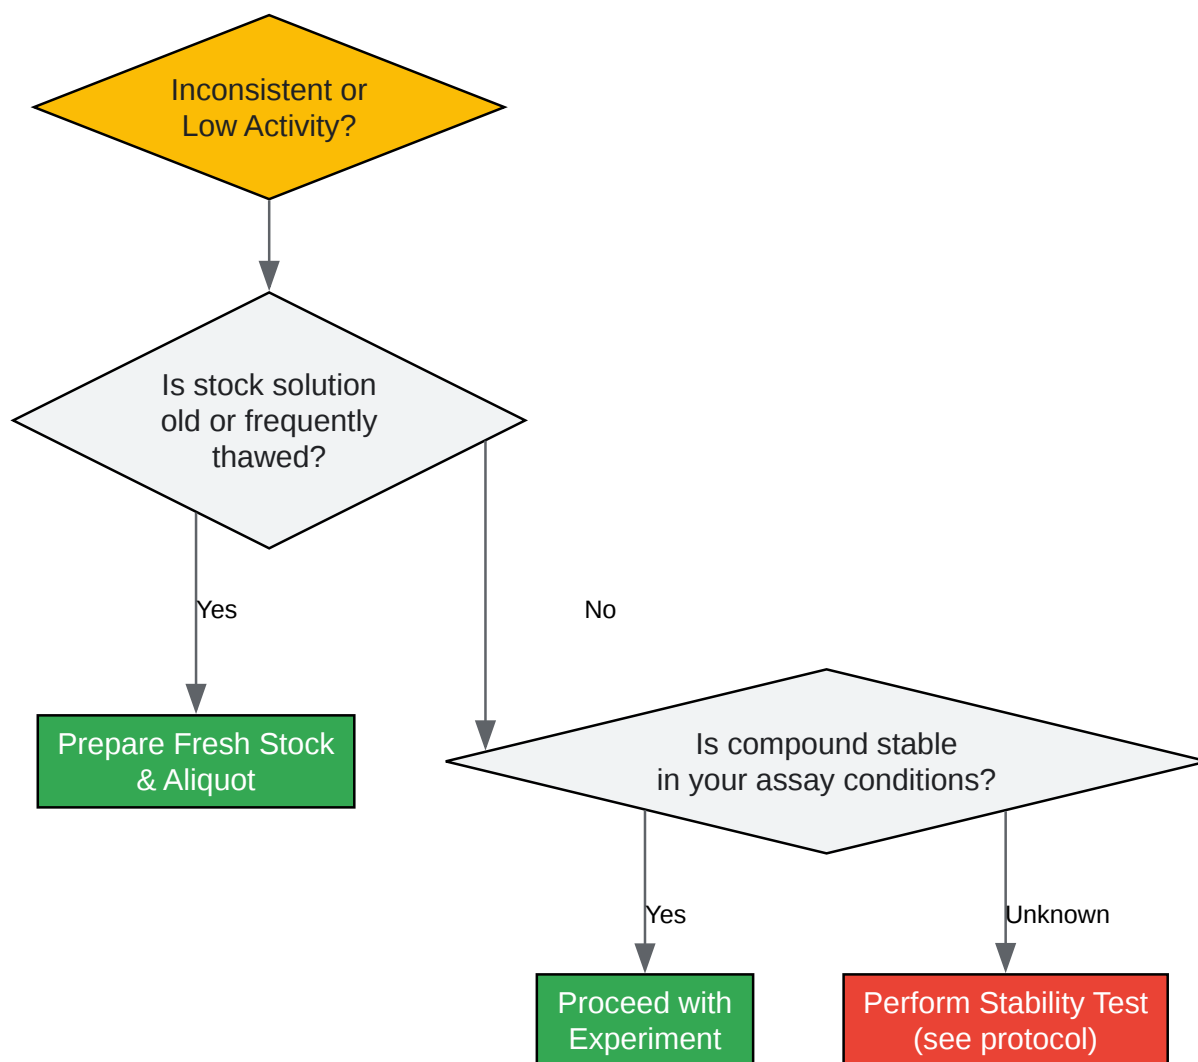 Inconsistent or
Low Activity?
Is stock solution
old or frequently
thawed?
Yes
No
Prepare Fresh Stock
& Aliquot
Is compound stable
in your assay conditions?
Yes
Unknown
Proceed with
Experiment
Perform Stability Test
(see protocol)